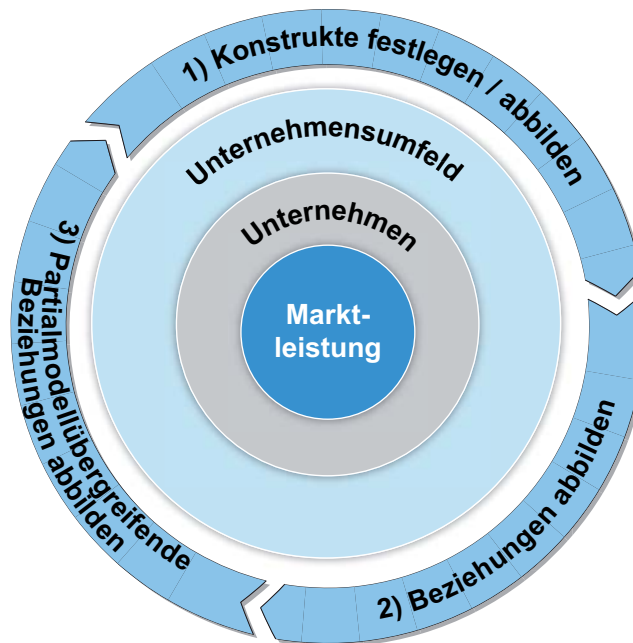 1) Konstrukte festlegen / abbilden
Unternehmensumfeld
Unternehmen
Markt-
leistung
2) Beziehungen abbilden
3) Partialmodellübergreifende
Beziehungen abbilden